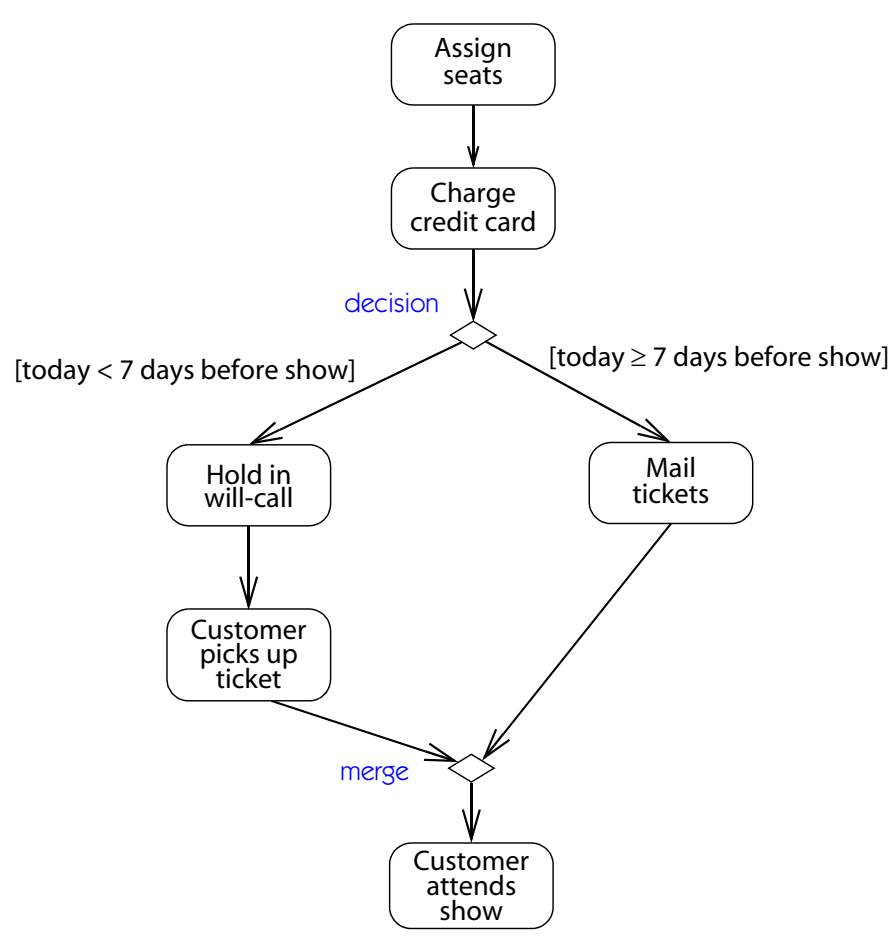 Assign
seats
Charge
credit card
decision
[today < 7 days before show]
[today ≥ 7 days before show]
Hold in
will-call
Mail
tickets
Customer
picks up
ticket
merge
Customer
attends
show